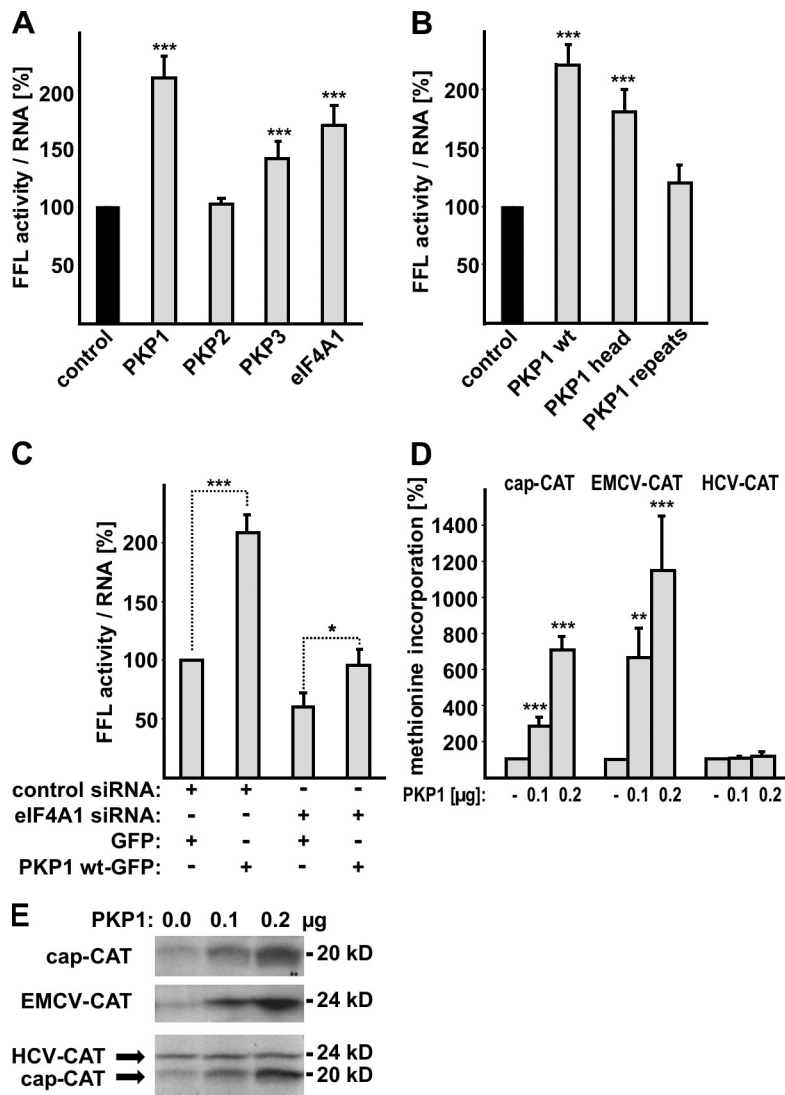 A
FFL activity / RNA [%]
200
150
100
50
***
***
***
control
PKP1
PKP2
PKP3
eIF4A1
B
FFL activity / RNA [%]
200
150
100
50
***
***
control
PKP1 wt
PKP1 head
PKP1 repeats
C
FFL activity / RNA [%]
200
150
100
50
***
*
control siRNA: + + - -
eIF4A1 siRNA: - - + +
GFP: + - + -
PKP1 wt-GFP: - + - +
D
cap-CAT EMCV-CAT HCV-CAT
methionine incorporation [%]
1400
1200
1000
800
600
400
200
***
***
**
***
PKP1 [µg]: - 0.1 0.2 - 0.1 0.2 - 0.1 0.2
E
PKP1: 0.0 0.1 0.2 µg
cap-CAT - 20 kD
EMCV-CAT - 24 kD
HCV-CAT - 24 kD
cap-CAT - 20 kD